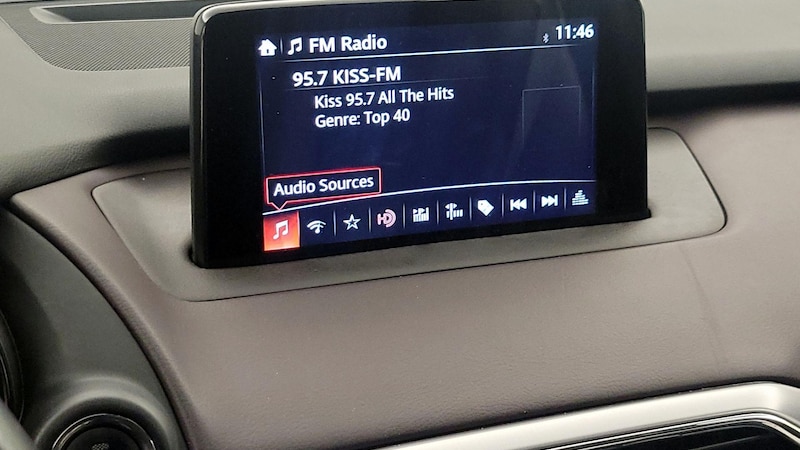 FM Radio
11:46
95.7 KISS-FM
Kiss 95.7 All The Hits
Genre: Top 40
Audio Sources
HD